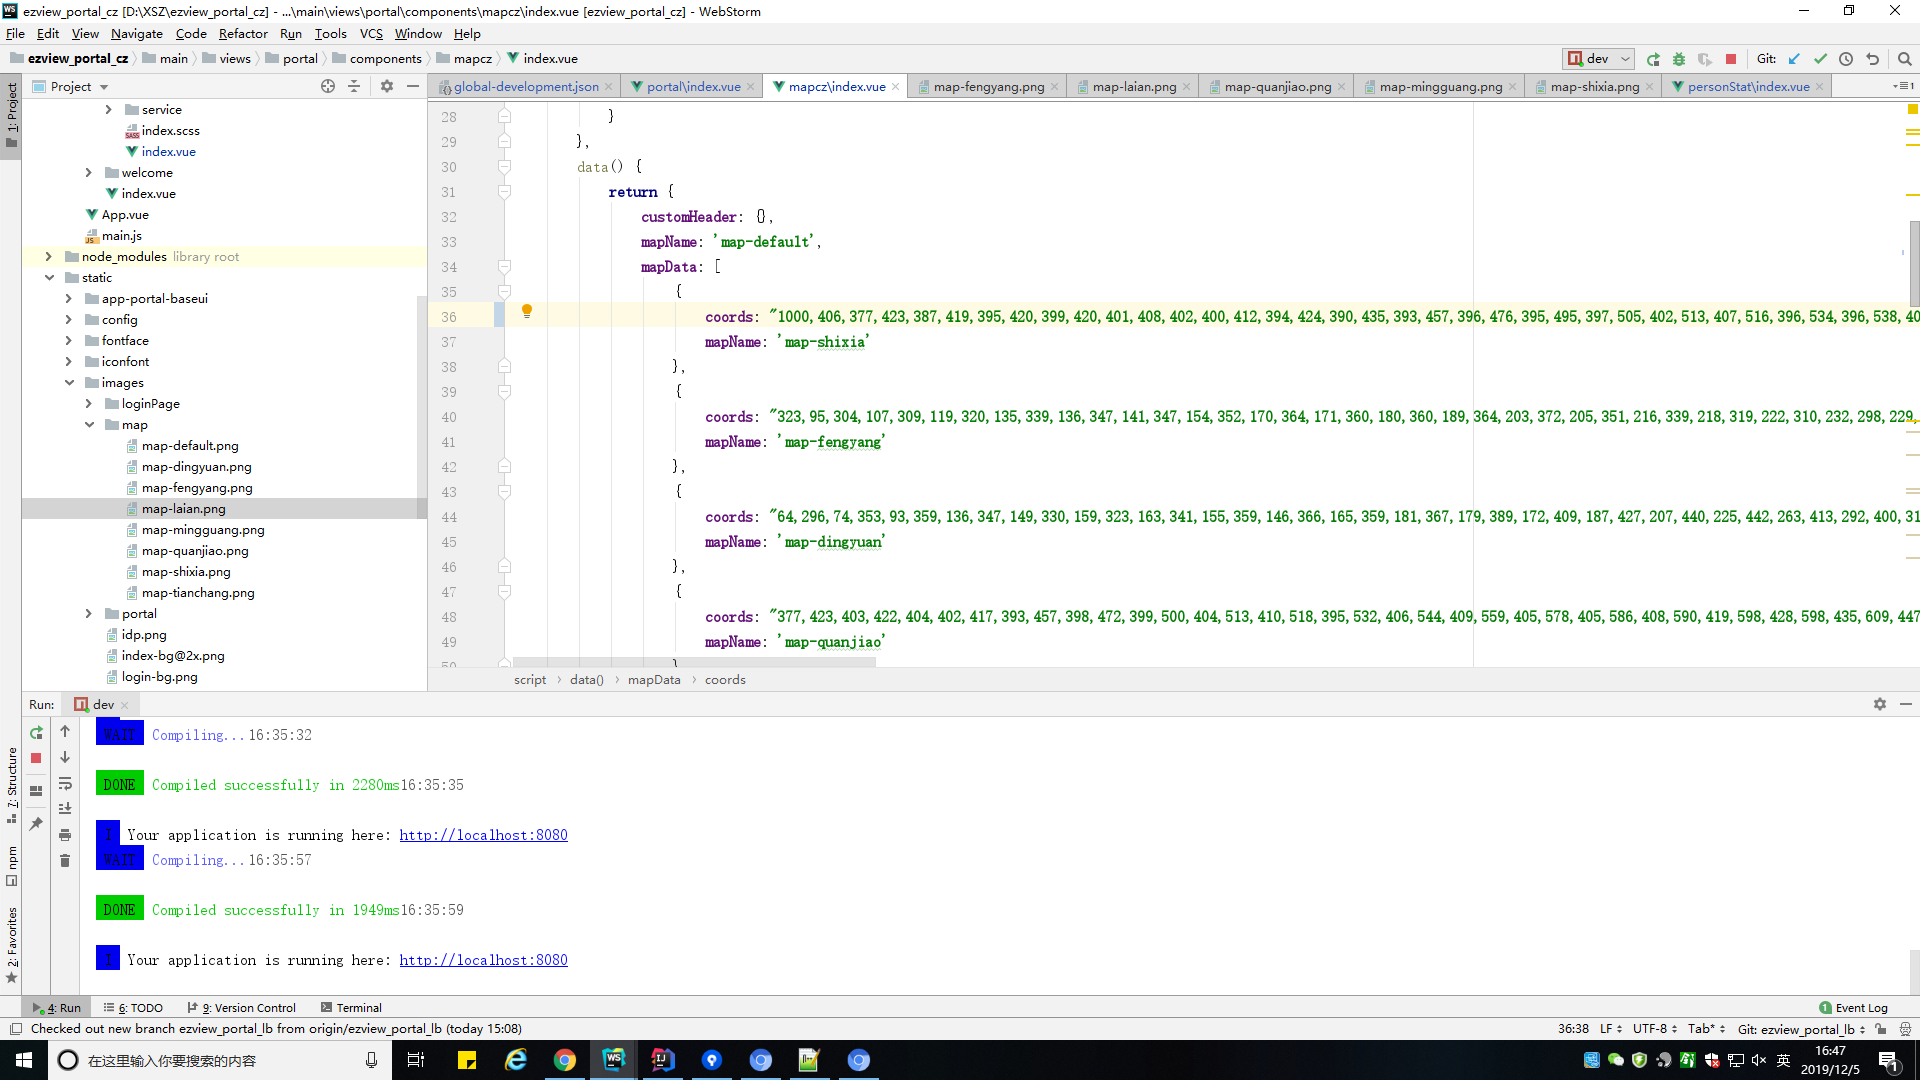 ezview_portal_cz [D:\XSZ\ezview_portal_cz] - ...\main\views\portal\components\mapcz\index.vue [ezview_portal_cz] - WebStorm
File Edit View Navigate Code Refactor Run Tools VCS Window Help
ezview_portal_cz main views portal components mapcz index.vue
dev Git:
Project
global-development.json portal\index.vue mapcz\index.vue map-fengyang.png map-laian.png map-quanjiao.png map-mingguang.png map-shixia.png personStat\index.vue
1: Project
service
index.scss
index.vue
welcome
index.vue
App.vue
main.js
node_modules library root
static
app-portal-baseui
config
fontface
iconfont
images
loginPage
map
map-default.png
map-dingyuan.png
map-fengyang.png
map-laian.png
map-mingguang.png
map-quanjiao.png
map-shixia.png
map-tianchang.png
portal
idp.png
index-bg@2x.png
login-bg.png
28 }
29 },
30 data() {
31 return {
32 customHeader: {},
33 mapName: 'map-default',
34 mapData: [
35 {
36 coords: "1000,406,377,423,387,419,395,420,399,420,401,408,402,400,412,394,424,390,435,393,457,396,476,395,495,397,505,402,513,407,516,396,534,396,538,40
37 mapName: 'map-shixia'
38 },
39 {
40 coords: "323,95,304,107,309,119,320,135,339,136,347,141,347,154,352,170,364,171,360,180,360,189,364,203,372,205,351,216,339,218,319,222,310,232,298,229,
41 mapName: 'map-fengyang'
42 },
43 {
44 coords: "64,296,74,353,93,359,136,347,149,330,159,323,163,341,155,359,146,366,165,359,181,367,179,389,172,409,187,427,207,440,225,442,263,413,292,400,31
45 mapName: 'map-dingyuan'
46 },
47 {
48 coords: "377,423,403,422,404,402,417,393,457,398,472,399,500,404,513,410,518,395,532,406,544,409,559,405,578,405,586,408,590,419,598,428,598,435,609,447
49 mapName: 'map-quanjiao'
50 }
script data() mapData coords
Run: dev
WAIT Compiling...16:35:32
DONE Compiled successfully in 2280ms16:35:35
I Your application is running here: http://localhost:8080
WAIT Compiling...16:35:57
DONE Compiled successfully in 1949ms16:35:59
I Your application is running here: http://localhost:8080
7: Structure
npm
2: Favorites
4: Run 6: TODO 9: Version Control Terminal 1 Event Log
Checked out new branch ezview_portal_lb from origin/ezview_portal_lb (today 15:08) 36:38 LF UTF-8 Tab* Git: ezview_portal_lb
在这里输入你要搜索的内容
英
16:47
2019/12/5
1